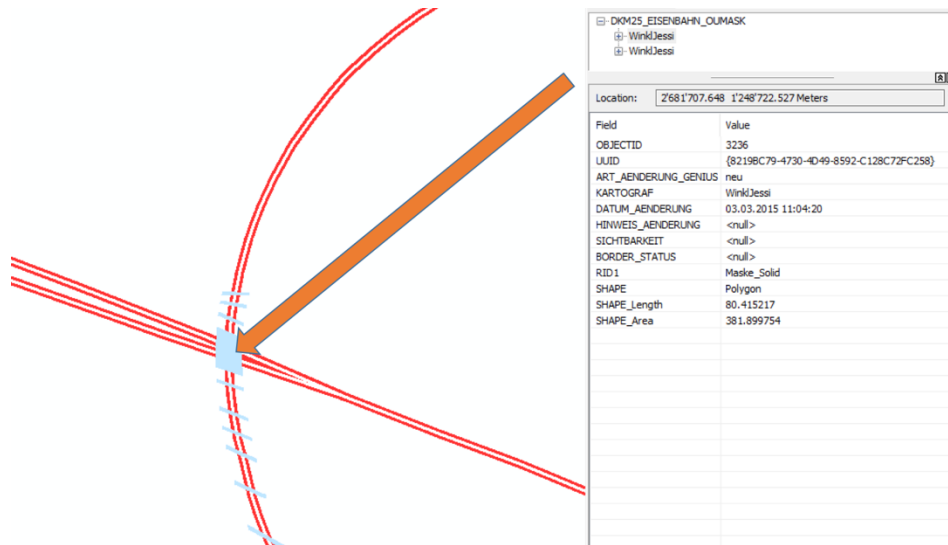 DKM25_EISENBAHN_OUMASK
WinklJessi
WinklJessi
Location: 2'681'707.648 1'248'722.527 Meters
Field Value
OBJECTID 3236
UUID {8219BC79-4730-4D49-8592-C128C72FC258}
ART_AENDERUNG_GENIUS neu
KARTOGRAF WinklJessi
DATUM_AENDERUNG 03.03.2015 11:04:20
HINWEIS_AENDERUNG <null>
SICHTBARKEIT <null>
BORDER_STATUS <null>
RID1 Maske_Solid
SHAPE Polygon
SHAPE_Length 80.415217
SHAPE_Area 381.899754